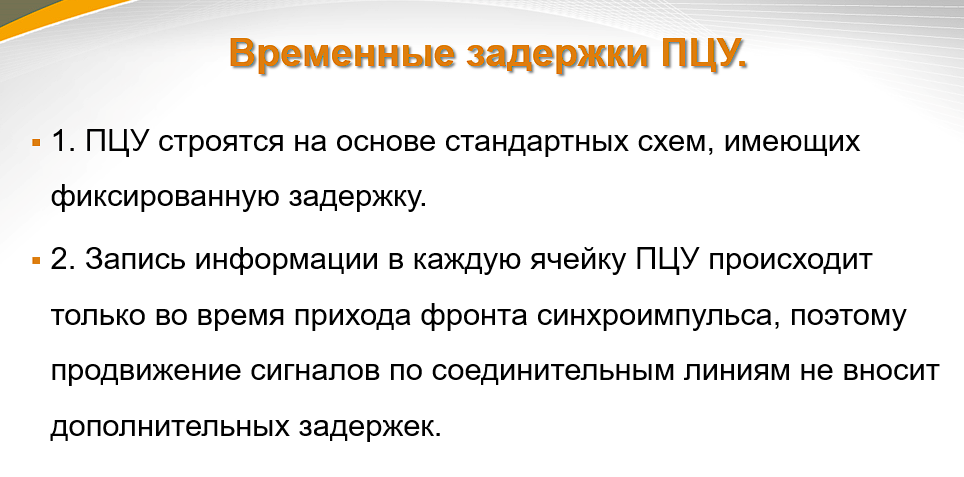 Временные задержки ПЦУ.
1. ПЦУ строятся на основе стандартных схем, имеющих
фиксированную задержку.
2. Запись информации в каждую ячейку ПЦУ происходит
только во время прихода фронта синхроимпульса, поэтому
продвижение сигналов по соединительным линиям не вносит
дополнительных задержек.